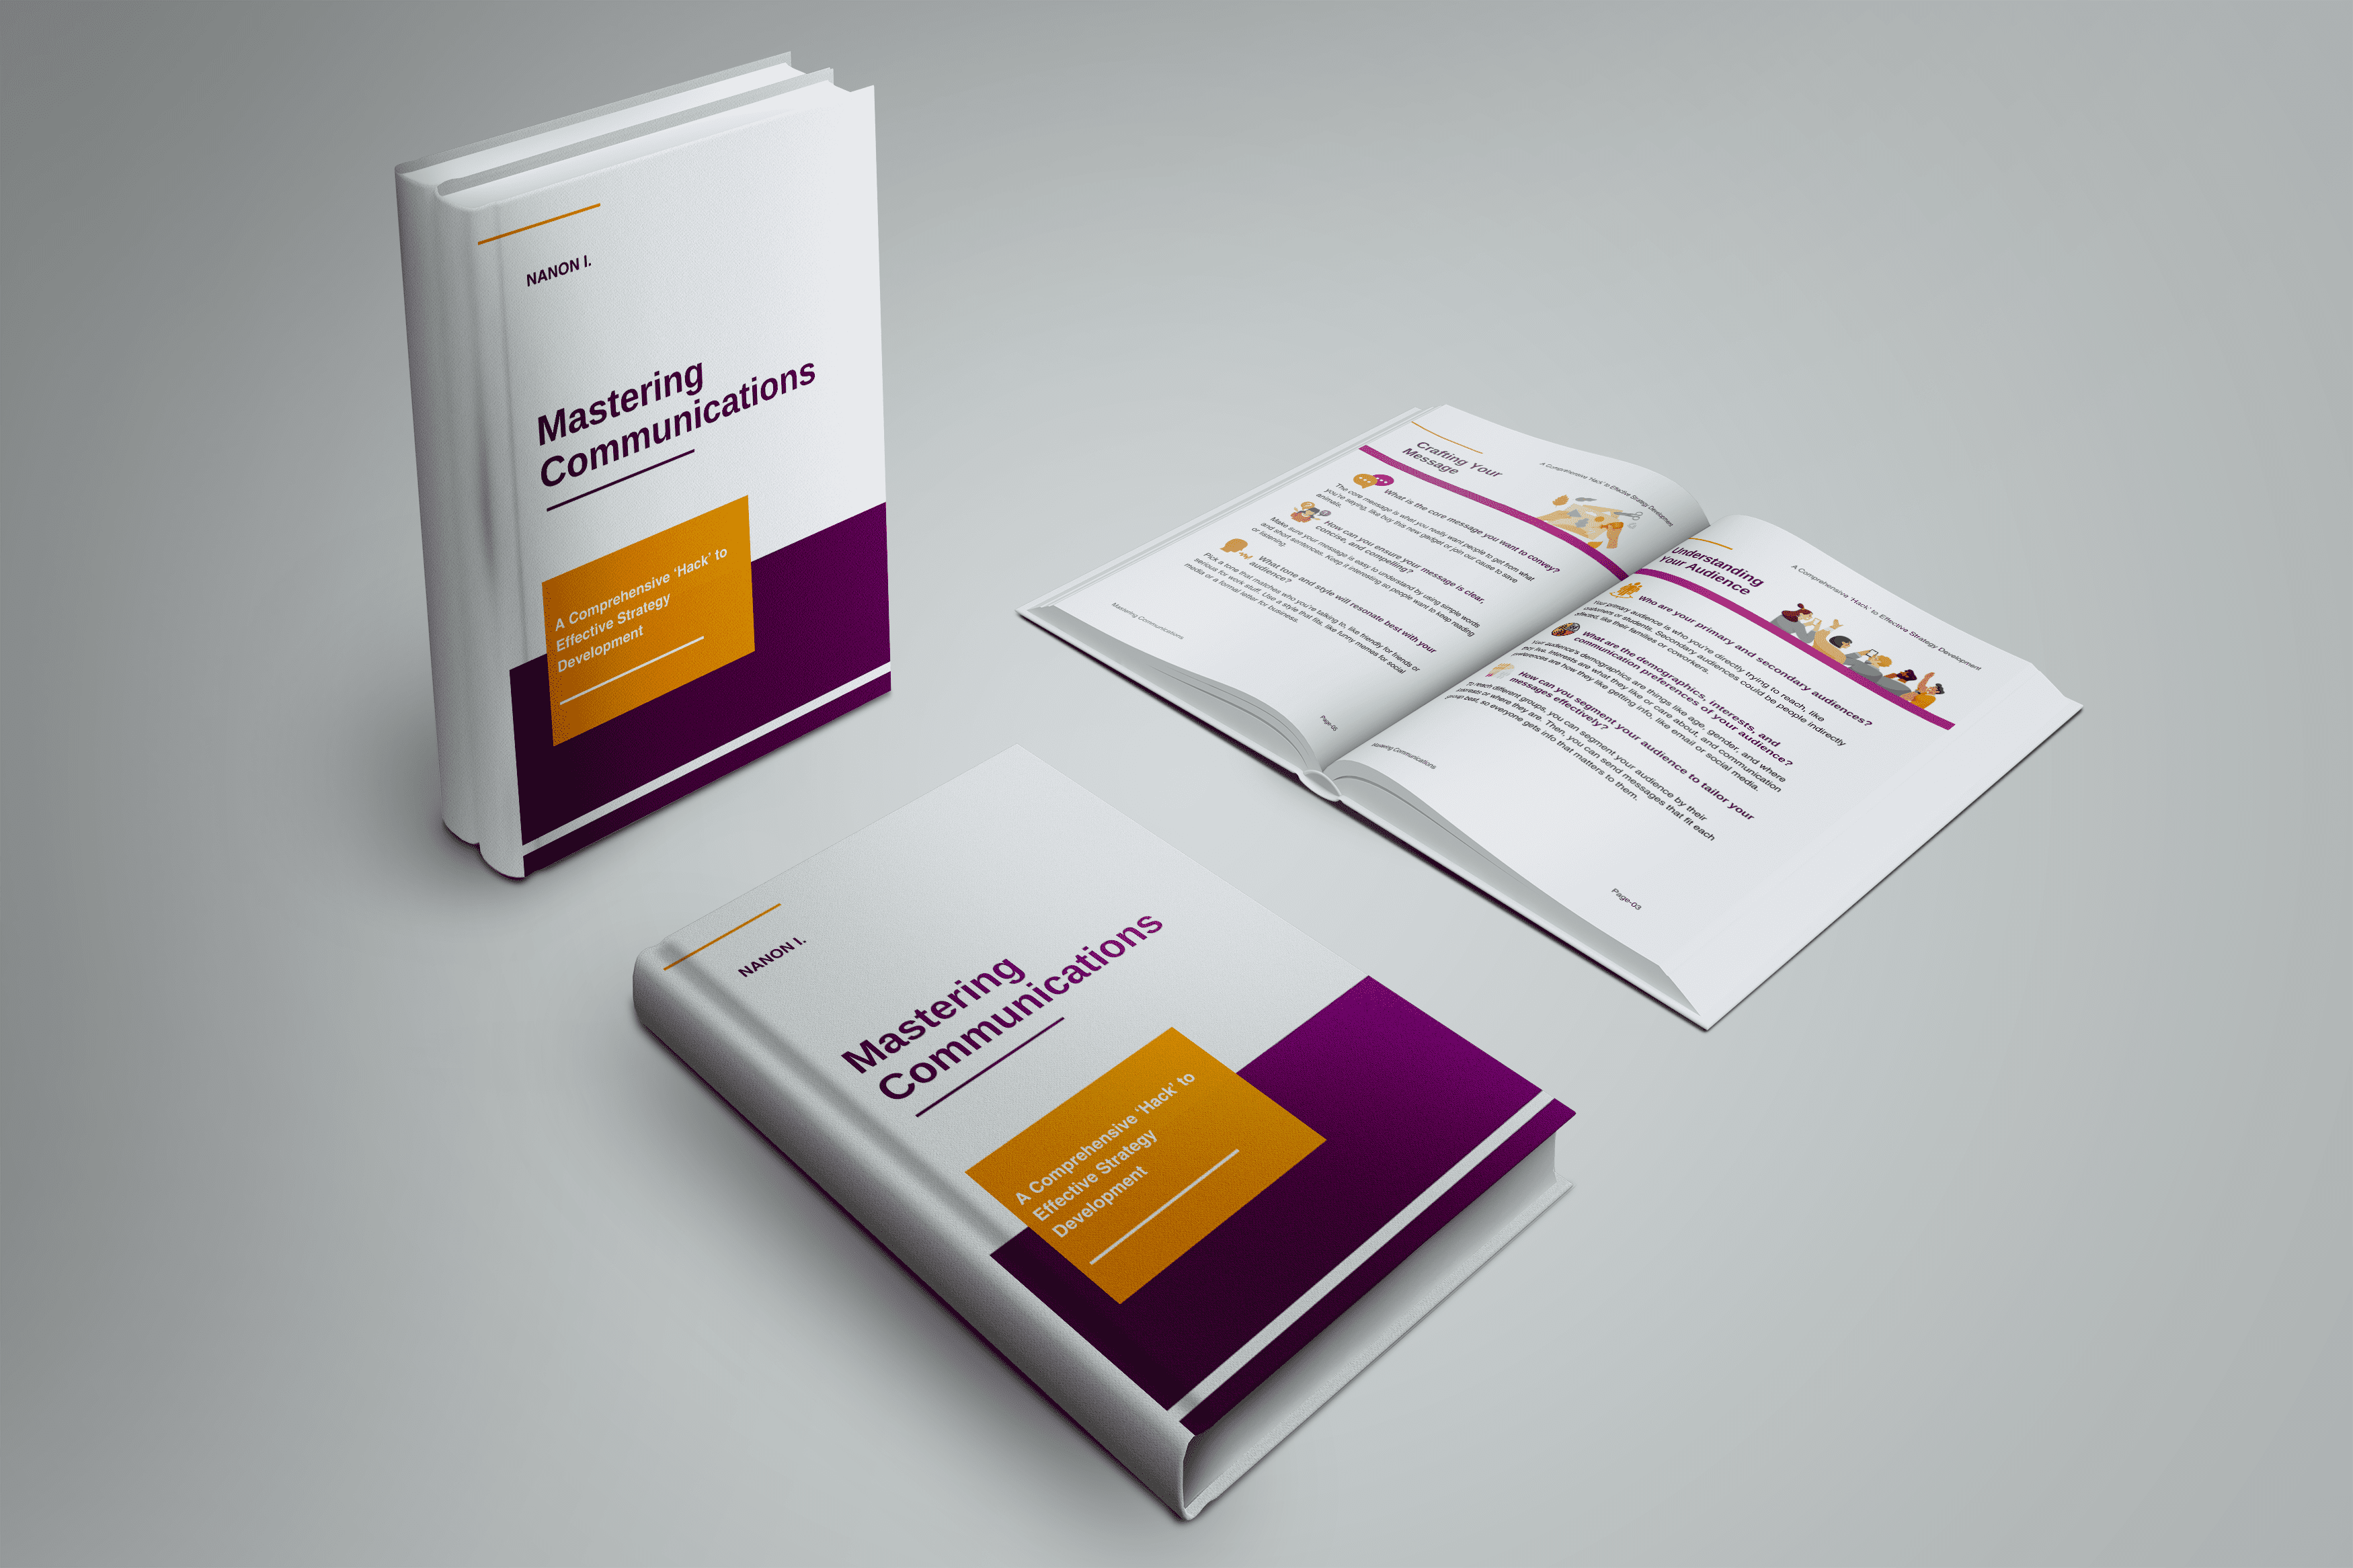 NANON I.
Mastering
Communications
A Comprehensive ‘Hack’ to
Effective Strategy
Development
NANON I.
Mastering
Communications
A Comprehensive ‘Hack’ to
Effective Strategy
Development
Crafting Your
Message
A Comprehensive ‘Hack’ to Effective Strategy Development
What is the core message you want to convey?
The core message is what you really want people to get from what
you're saying, like buy this new gadget or join our cause to save
animals.
How can you ensure your message is clear,
concise, and compelling?
Make sure your message is easy to understand by using simple words
and short sentences. Keep it interesting so people want to keep reading
or listening.
What tone and style will resonate best with your
audience?
Pick a tone that matches who you're talking to, like friendly for friends or
serious for work stuff. Use a style that fits, like funny memes for social
media or a formal letter for business.
Mastering Communications
Page-05
Understanding
your Audience
A Comprehensive ‘Hack’ to Effective Strategy Development
Who are your primary and secondary audiences?
Your primary audience is who you're directly trying to reach, like
customers or students. Secondary audiences could be people indirectly
affected, like their families or coworkers.
What are the demographics, interests, and
communication preferences of your audience?
Your audience's demographics are things like age, gender, and where
they live. Interests are what they like or care about, and communication
preferences are how they like getting info, like email or social media.
How can you segment your audience to tailor your
messages effectively?
To reach different groups, you can segment your audience by their
interests or where they are. Then, you can send messages that fit each
group best, so everyone gets info that matters to them.
Mastering Communications
Page-03